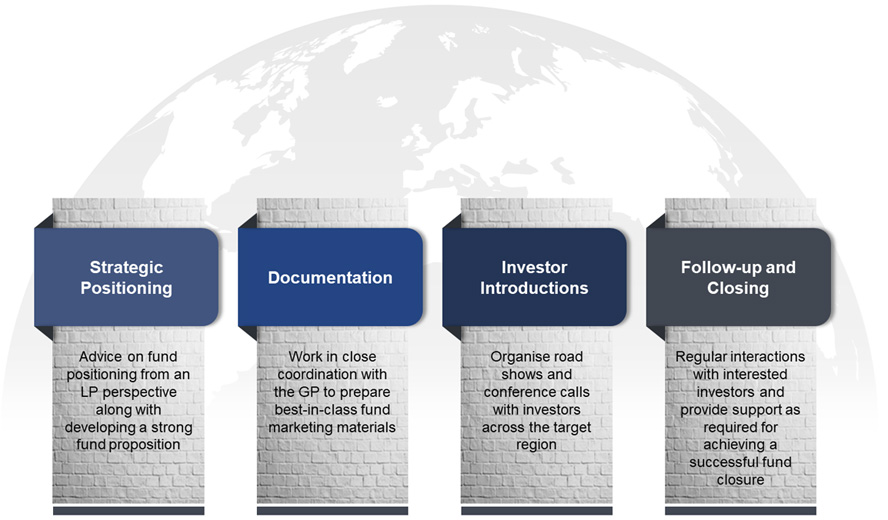 Strategic
Positioning
Advice on fund
positioning from an
LP perspective
along with
developing a strong
fund proposition
Documentation
Work in close
coordination with
the GP to prepare
best-in-class fund
marketing materials
Investor
Introductions
Organise road
shows and
conference calls
with investors
across the target
region
Follow-up and
Closing
Regular interactions
with interested
investors and
provide support as
required for
achieving a
successful fund
closure